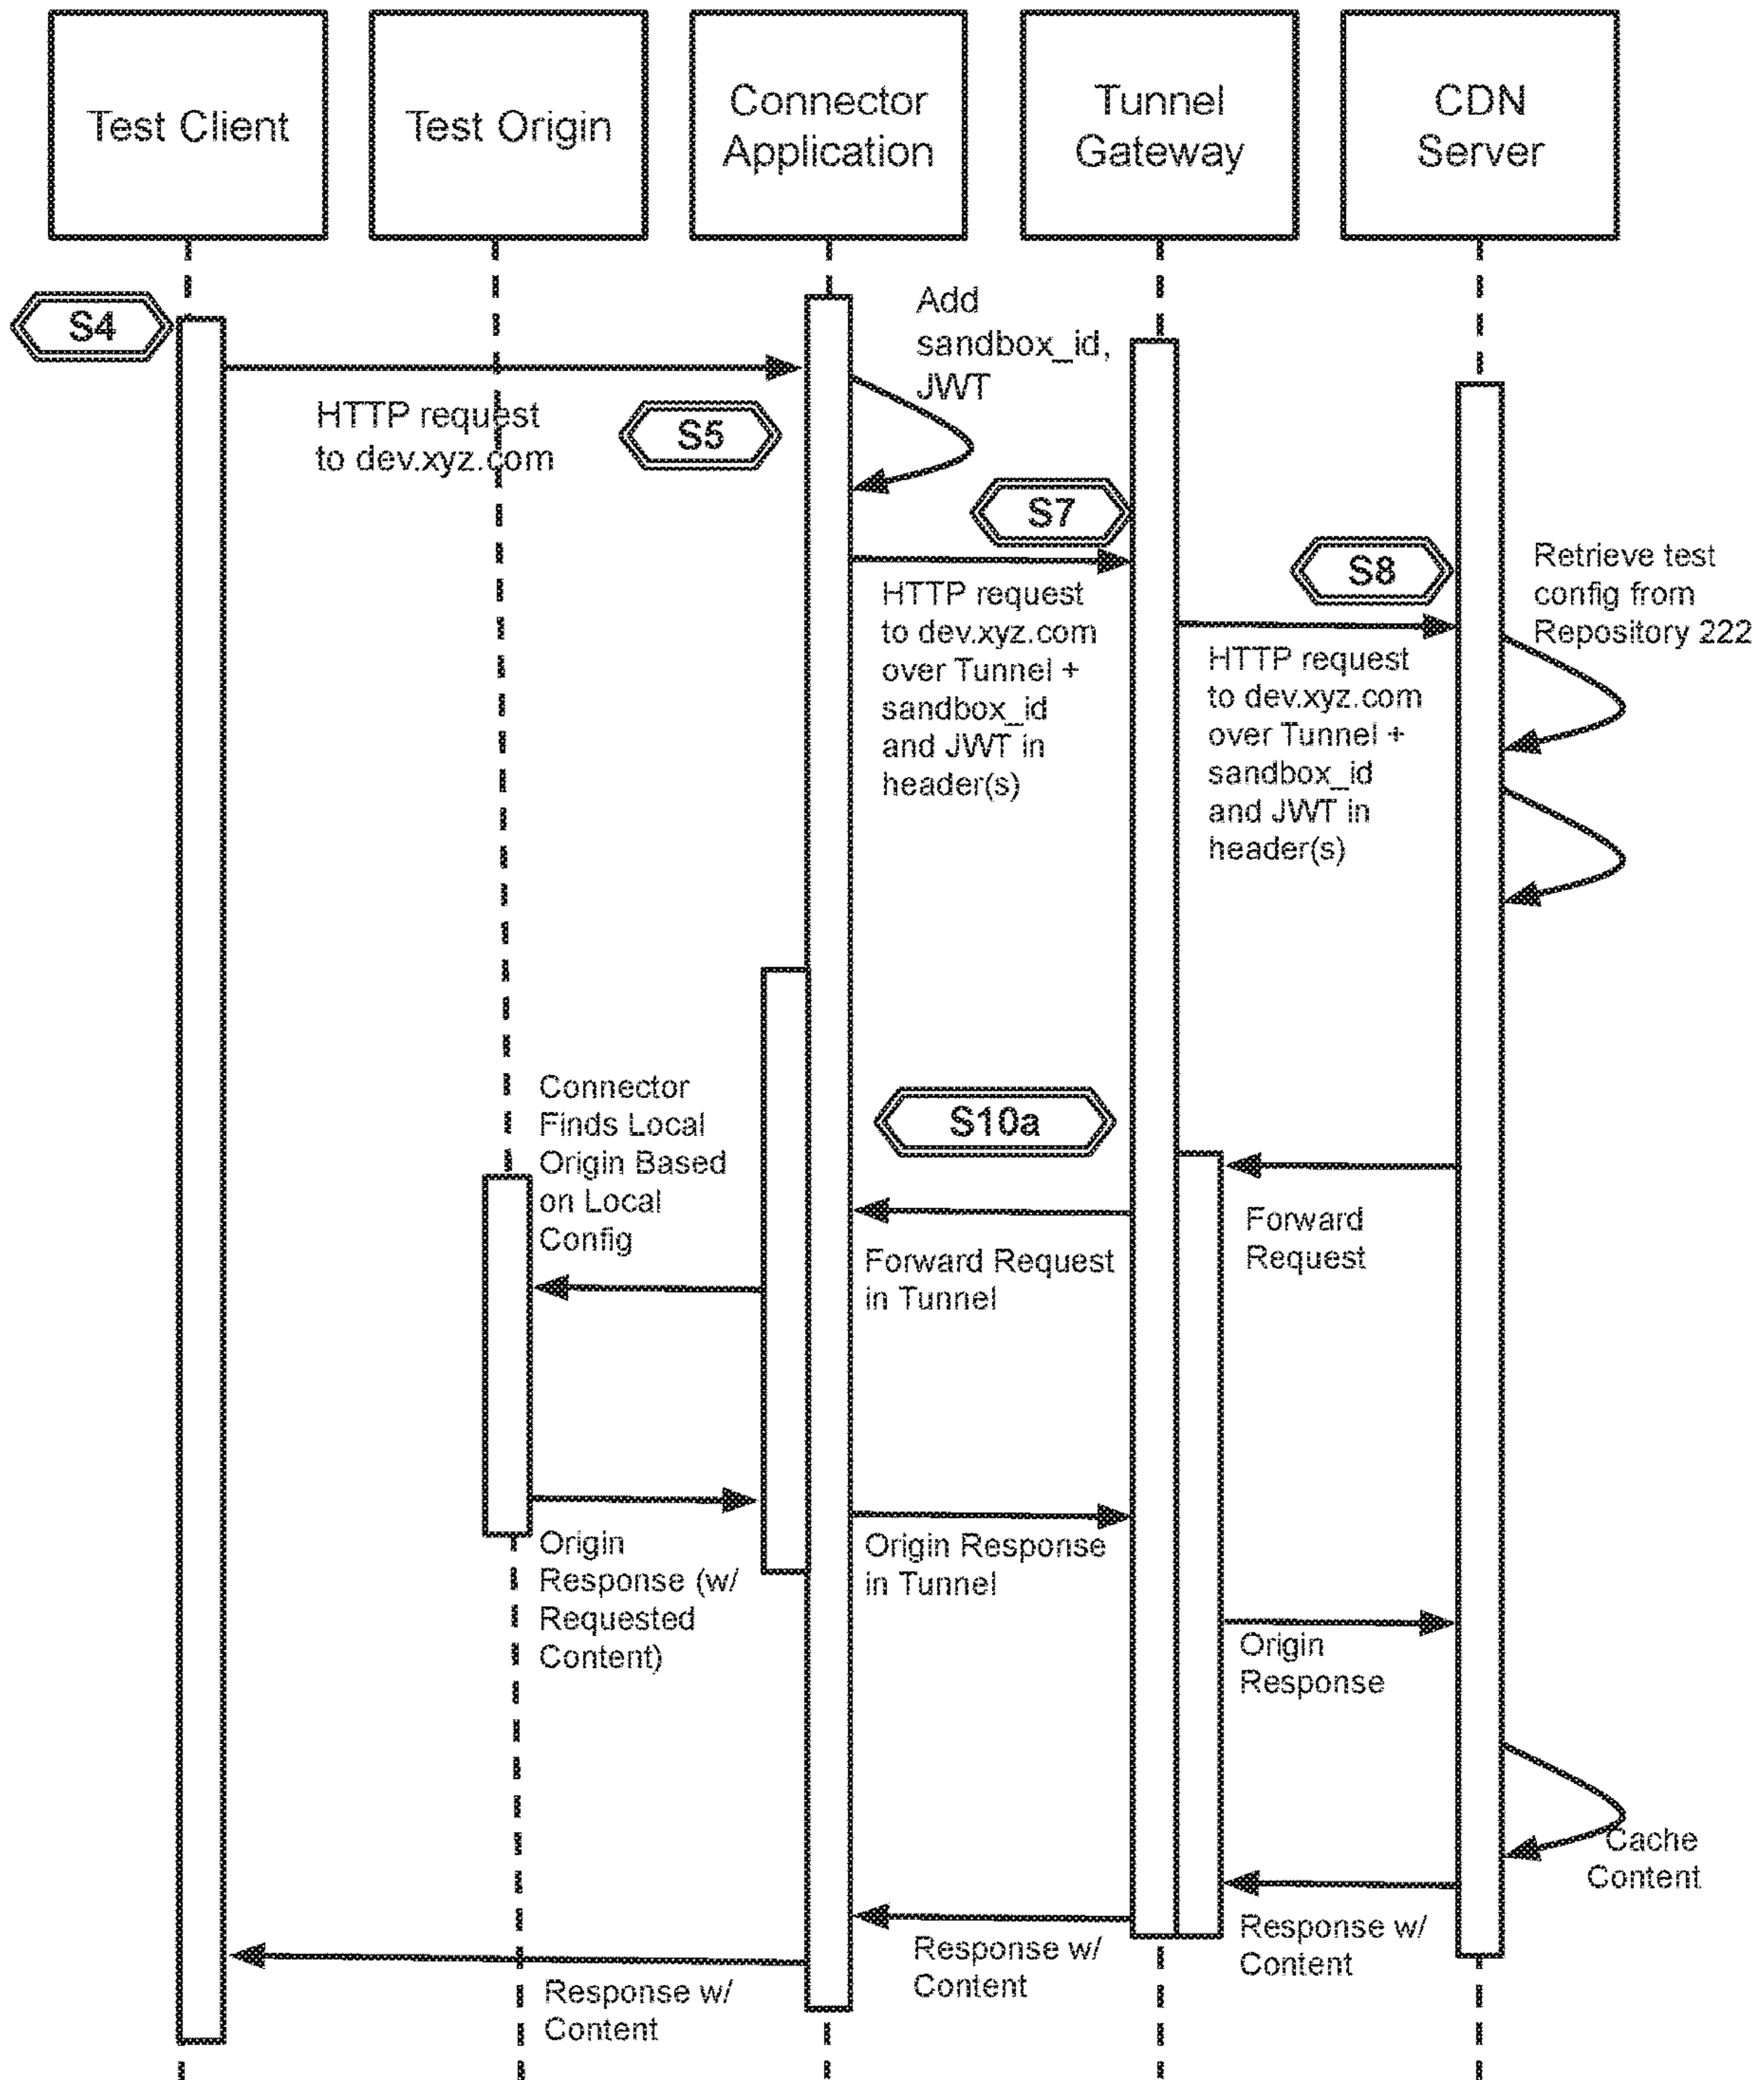 Test Client
Test Origin
Connector
Application
Tunnel
Gateway
CDN
Server
S4
HTTP request
to dev.xyz.com
S5
Add
sandbox_id,
JWT
S7
HTTP request
to dev.xyz.com
over Tunnel +
sandbox_id
and JWT in
header(s)
S8
HTTP request
to dev.xyz.com
over Tunnel +
sandbox_id
and JWT in
header(s)
Retrieve test
config from
Repository 222
Connector
Finds Local
Origin Based
on Local
Config
S10a
Forward Request
in Tunnel
Forward
Request
Origin
Response (w/
Requested
Content)
Origin Response
in Tunnel
Origin
Response
Cache
Content
Response w/
Content
Response w/
Content
Response w/
Content